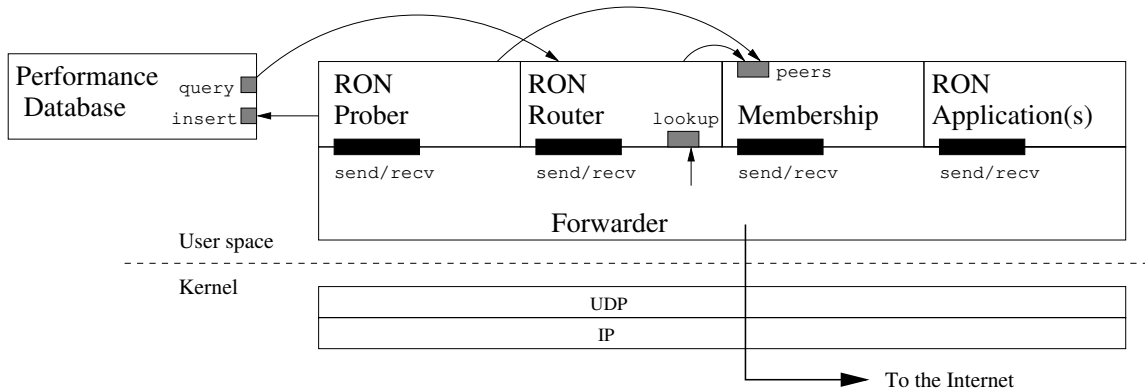 Performance
Database
query
insert
RON
Prober
RON
Router
lookup
peers
Membership
RON
Application(s)
send/recv
send/recv
send/recv
send/recv
Forwarder
User space
Kernel
UDP
IP
To the Internet